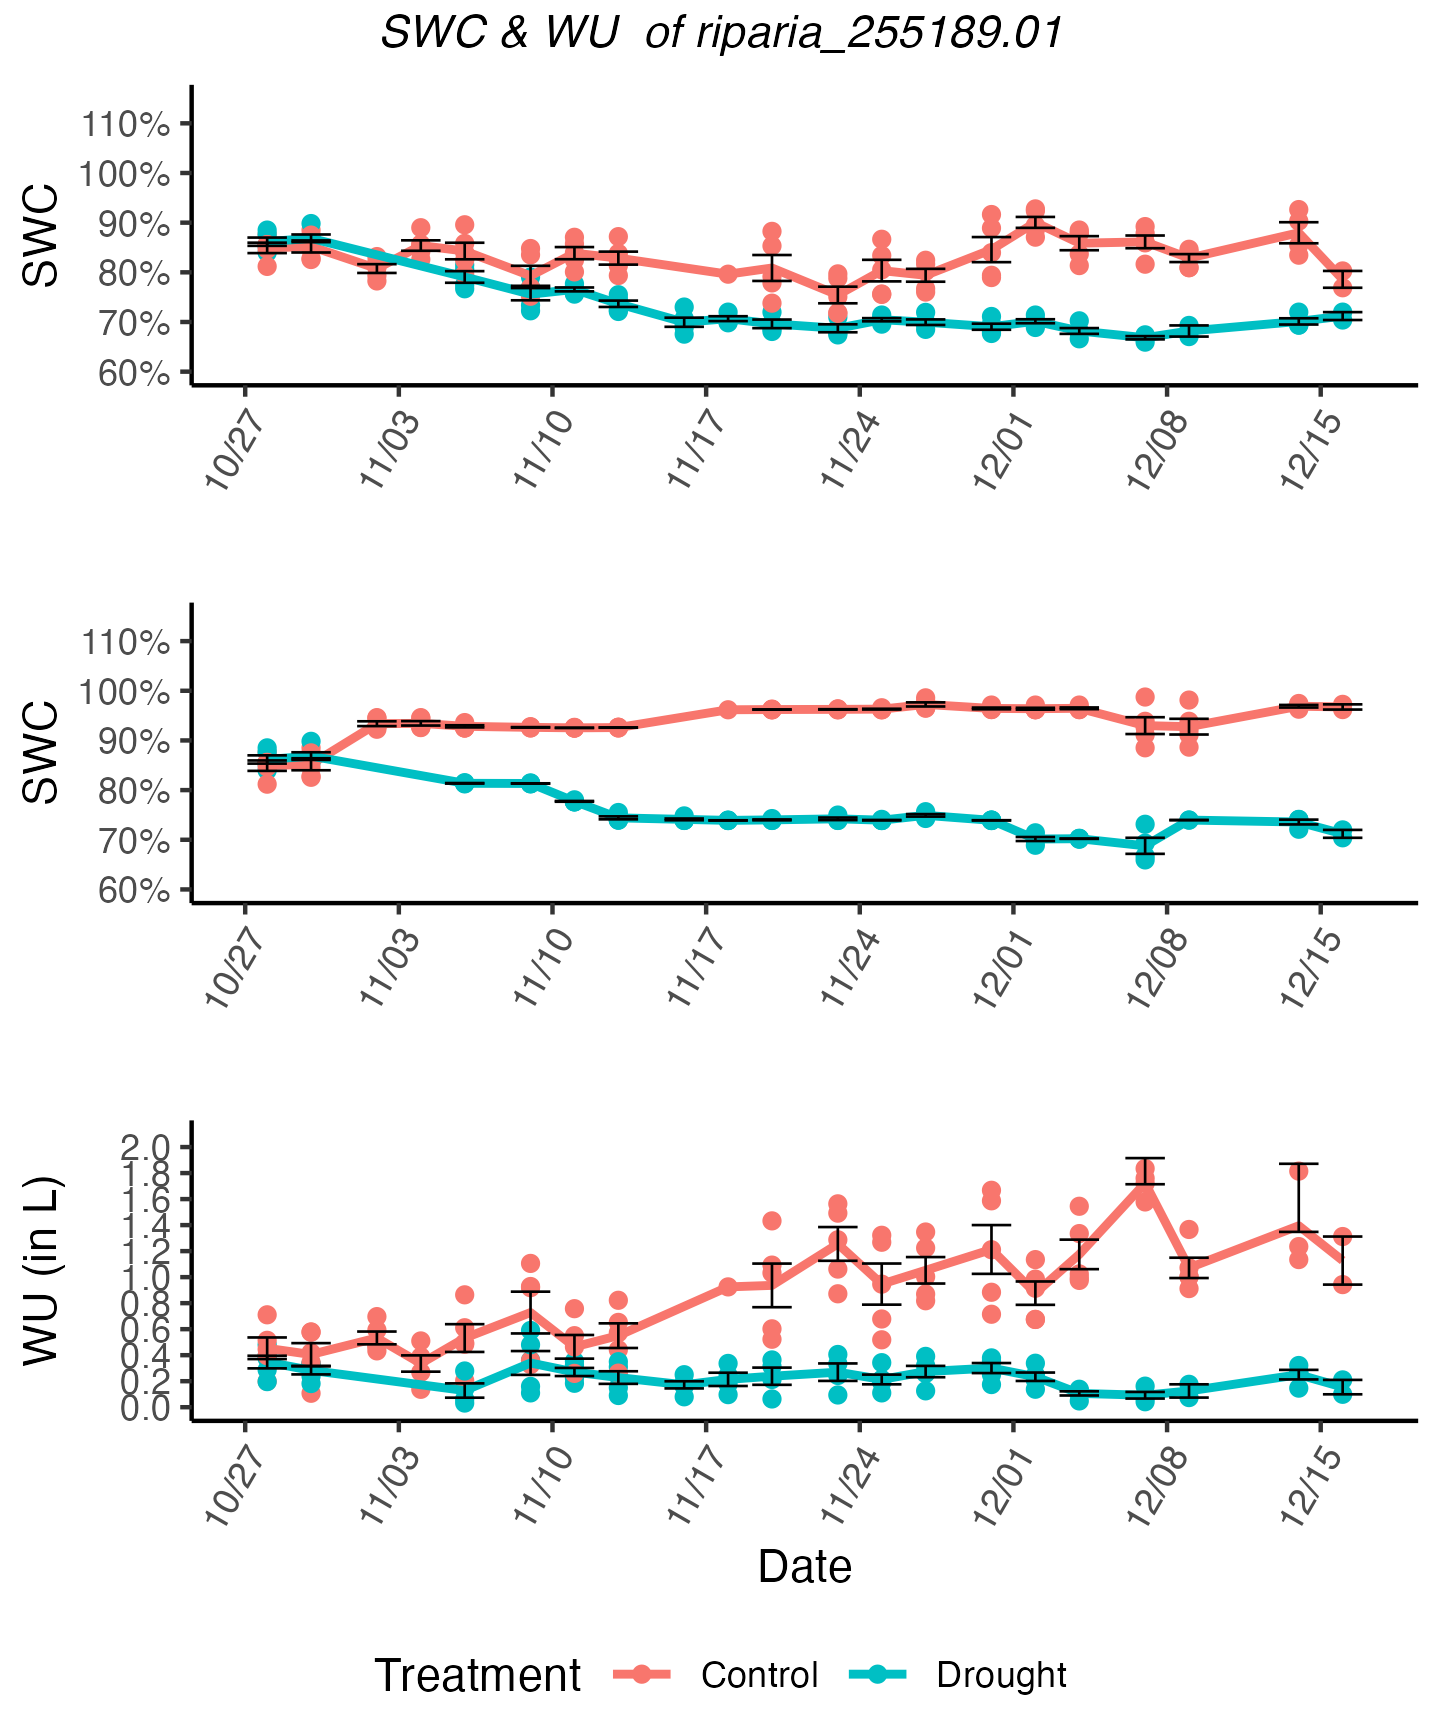 SWC & WU  of riparia_255189.01
SWC
110%
100%
90%
80%
70%
60%
10/27 11/03 11/10 11/17 11/24 12/01 12/08 12/15
SWC
110%
100%
90%
80%
70%
60%
10/27 11/03 11/10 11/17 11/24 12/01 12/08 12/15
WU (in L)
2.0
1.8
1.6
1.4
1.2
1.0
0.8
0.6
0.4
0.2
0.0
10/27 11/03 11/10 11/17 11/24 12/01 12/08 12/15
Date
Treatment Control Drought